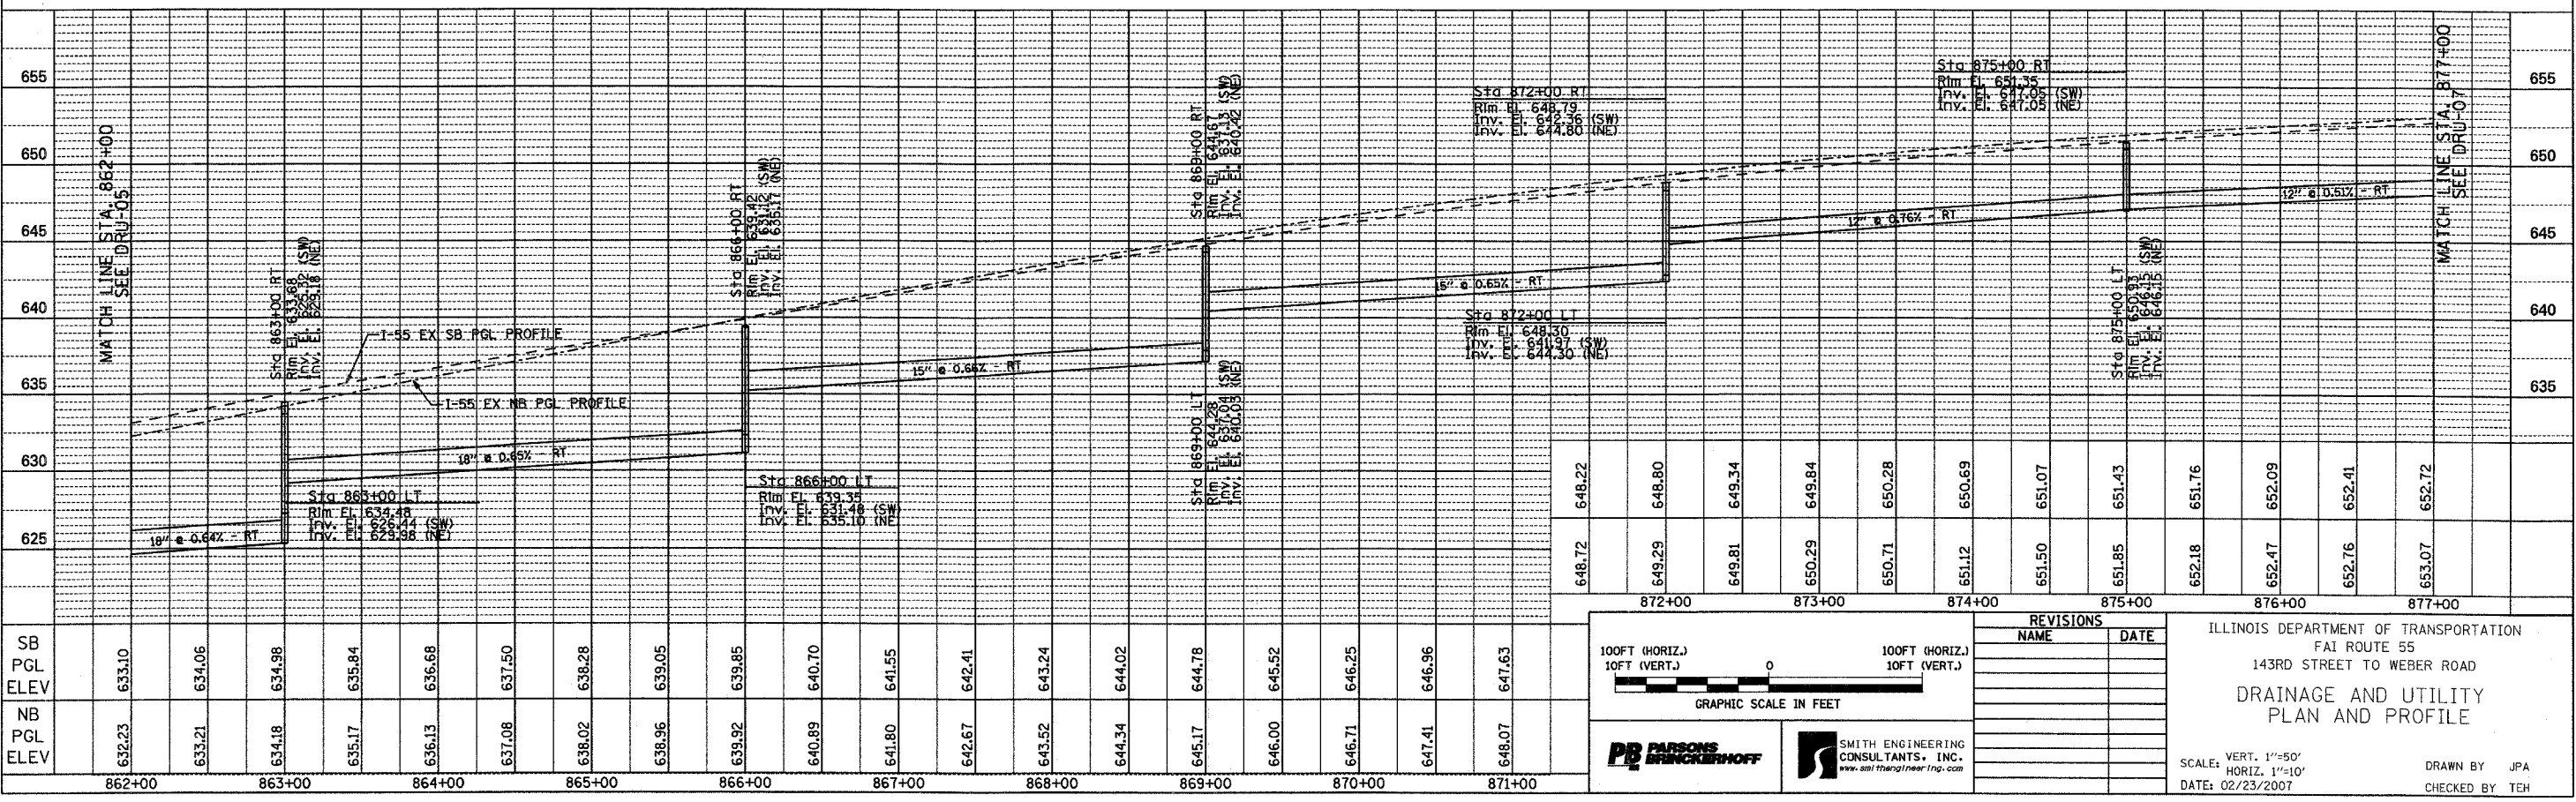 655
650
645
640
635
630
625
MATCH LINE STA. 862+00
SEE DRU-05
Sta 863+00 RT
Rim El. 633.68
Inv. El. 625.32 (SW)
Inv. El. 629.18 (NE)
I-55 EX SB PGL PROFILE
I-55 EX NB PGL PROFILE
18" @ 0.64% - RT
Sta 863+00 LT
Rim El. 634.48
Inv. El. 626.44 (SW)
Inv. El. 629.98 (NE)
18" @ 0.65% - RT
Sta 866+00 RT
Rim El. 639.42
Inv. El. 631.12 (SW)
Inv. El. 635.17 (NE)
Sta 866+00 LT
Rim El. 639.35
Inv. El. 631.48 (SW)
Inv. El. 635.10 (NE)
15" @ 0.66% - RT
Sta 869+00 RT
Rim El. 644.67
Inv. El. 637.13 (SW)
Inv. El. 640.42 (NE)
Sta 869+00 LT
Rim El. 644.28
Inv. El. 637.04 (SW)
Inv. El. 640.03 (NE)
15" @ 0.65% - RT
Sta 872+00 RT
Rim El. 648.79
Inv. El. 642.36 (SW)
Inv. El. 644.80 (NE)
Sta 872+00 LT
Rim El. 648.30
Inv. El. 641.97 (SW)
Inv. El. 644.30 (NE)
12" @ 0.76% - RT
Sta 875+00 RT
Rim El. 651.35
Inv. El. 647.05 (SW)
Inv. El. 647.05 (NE)
Sta 875+00 LT
Rim El. 650.93
Inv. El. 646.15 (SW)
Inv. El. 646.15 (NE)
12" @ 0.51% - RT
MATCH LINE STA. 877+00
SEE DRU-07
655
650
645
640
635
648.22 648.80 649.34 649.84 650.28 650.69 651.07 651.43 651.76 652.09 652.41 652.72
648.72 649.29 649.81 650.29 650.71 651.12 651.50 651.85 652.18 652.47 652.76 653.07
872+00 873+00 874+00 875+00 876+00 877+00
SB
PGL
ELEV
633.10 634.06 634.98 635.84 636.68 637.50 638.28 639.05 639.85 640.70 641.55 642.41 643.24 644.02 644.78 645.52 646.25 646.96 647.63
NB
PGL
ELEV
632.23 633.21 634.18 635.17 636.13 637.08 638.02 638.96 639.92 640.89 641.80 642.67 643.52 644.34 645.17 646.00 646.71 647.41 648.07
862+00 863+00 864+00 865+00 866+00 867+00 868+00 869+00 870+00 871+00
100FT (HORIZ.) 100FT (HORIZ.)
10FT (VERT.) 0 10FT (VERT.)
GRAPHIC SCALE IN FEET
PB PARSONS
BRINCKERHOFF
SMITH ENGINEERING
CONSULTANTS, INC.
www.smithengineering.com
REVISIONS
NAME DATE
ILLINOIS DEPARTMENT OF TRANSPORTATION
FAI ROUTE 55
143RD STREET TO WEBER ROAD
DRAINAGE AND UTILITY
PLAN AND PROFILE
SCALE: VERT. 1"=50'
HORIZ. 1"=10'
DATE: 02/23/2007
DRAWN BY JPA
CHECKED BY TEH